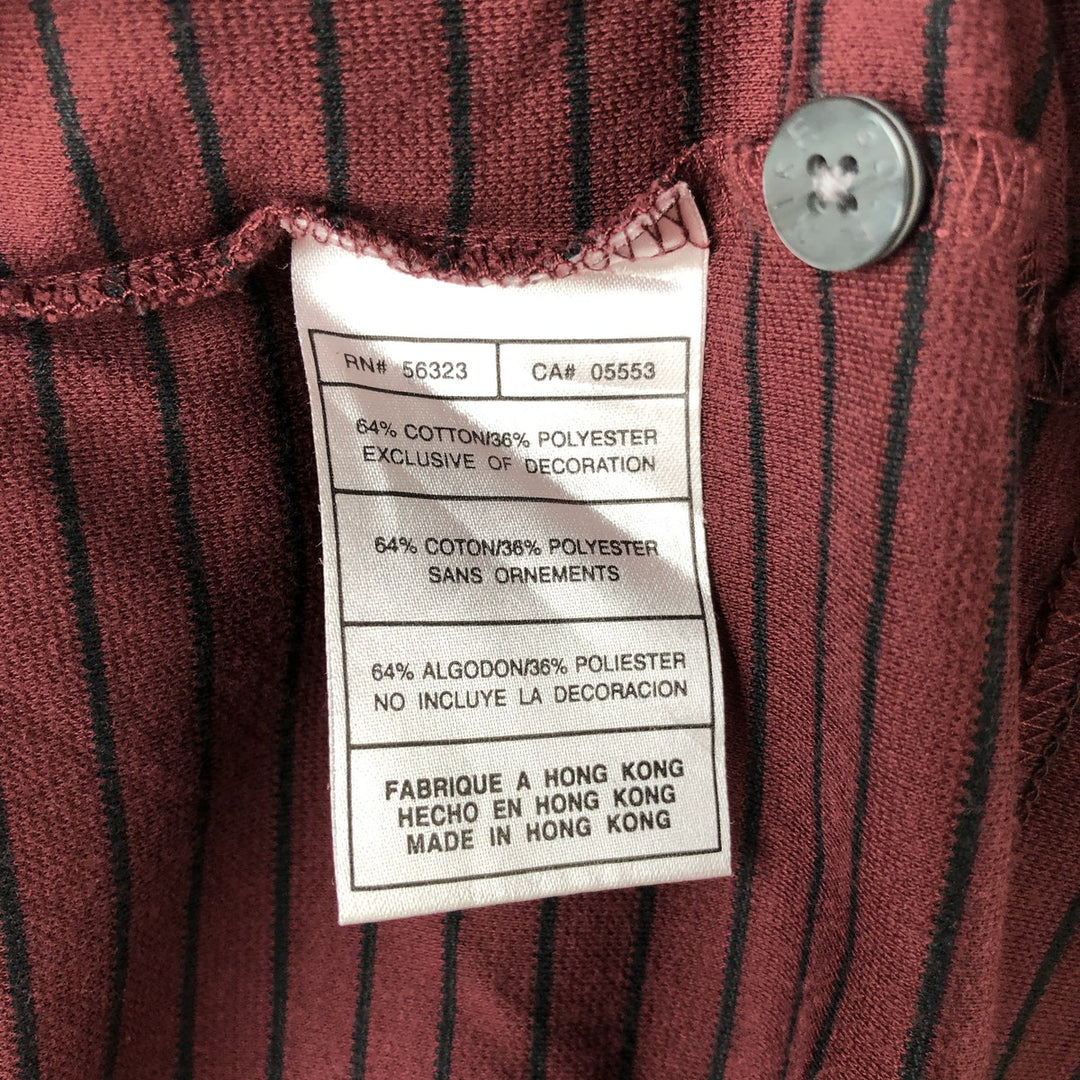 RN# 56323
CA# 05553
64% COTTON/36% POLYESTER
EXCLUSIVE OF DECORATION
64% COTON/36% POLYESTER
SANS ORNEMENTS
64% ALGODON/36% POLIESTER
NO INCLUYE LA DECORACION
FABRIQUE A HONG KONG
HECHO EN HONG KONG
MADE IN HONG KONG